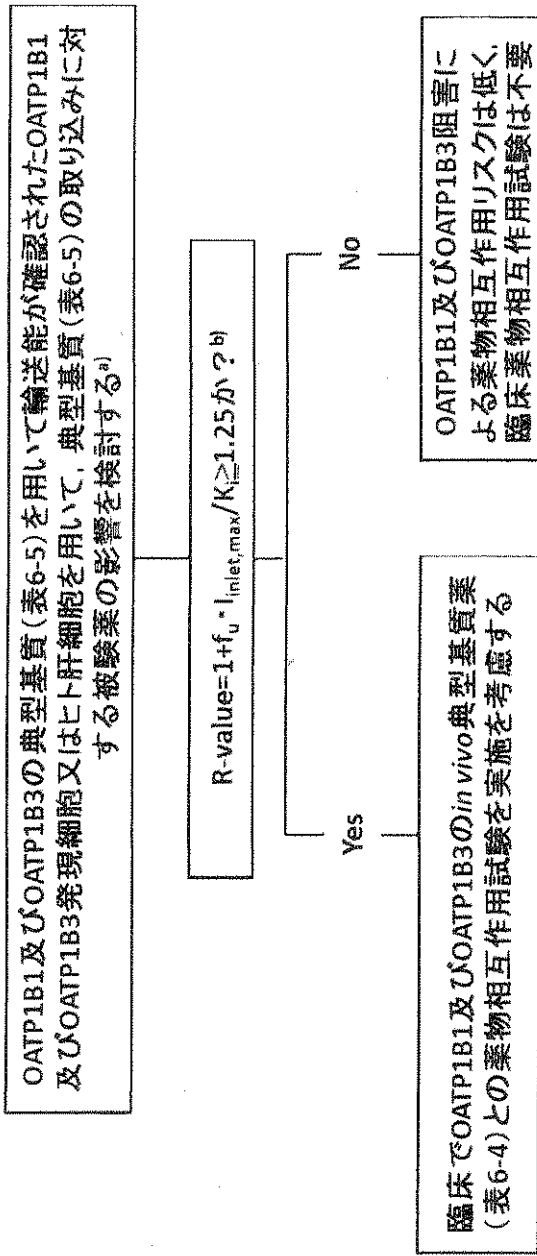 OATP1B1及びOATP1B3の典型基質(表6-5)を用いて輸送能が確認されたOATP1B1
及びOATP1B3発現細胞又はヒト肝細胞を用いて、典型基質(表6-5)の取り込みに対
する被験薬の影響を検討するa)
R-value=1+fu・Iinlet,max/Ki≥1.25か?b)
Yes
No
臨床でOATP1B1及びOATP1B3のin vivo典型基質薬
(表6-4)との薬物相互作用試験を実施を考慮する
OATP1B1及びOATP1B3阻害に
よる薬物相互作用リスクは低く、
臨床薬物相互作用試験は不要